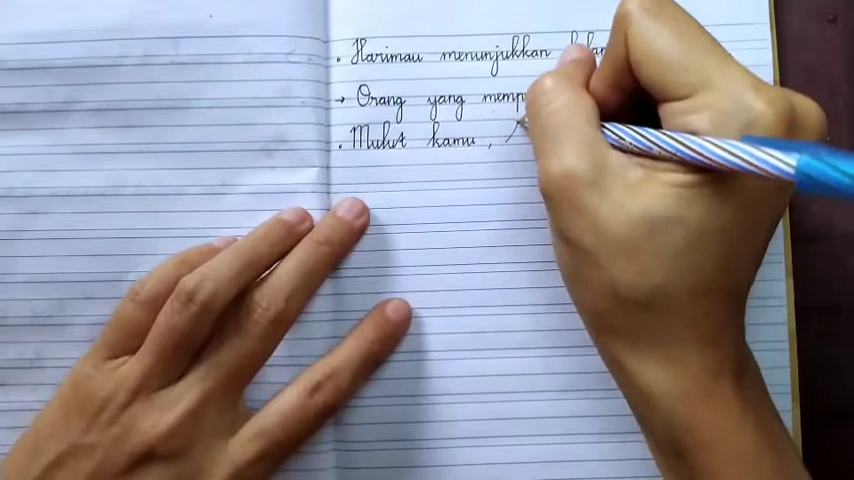 . Harimau menunjukkan
→ Orang yang
. Mulut kamu,